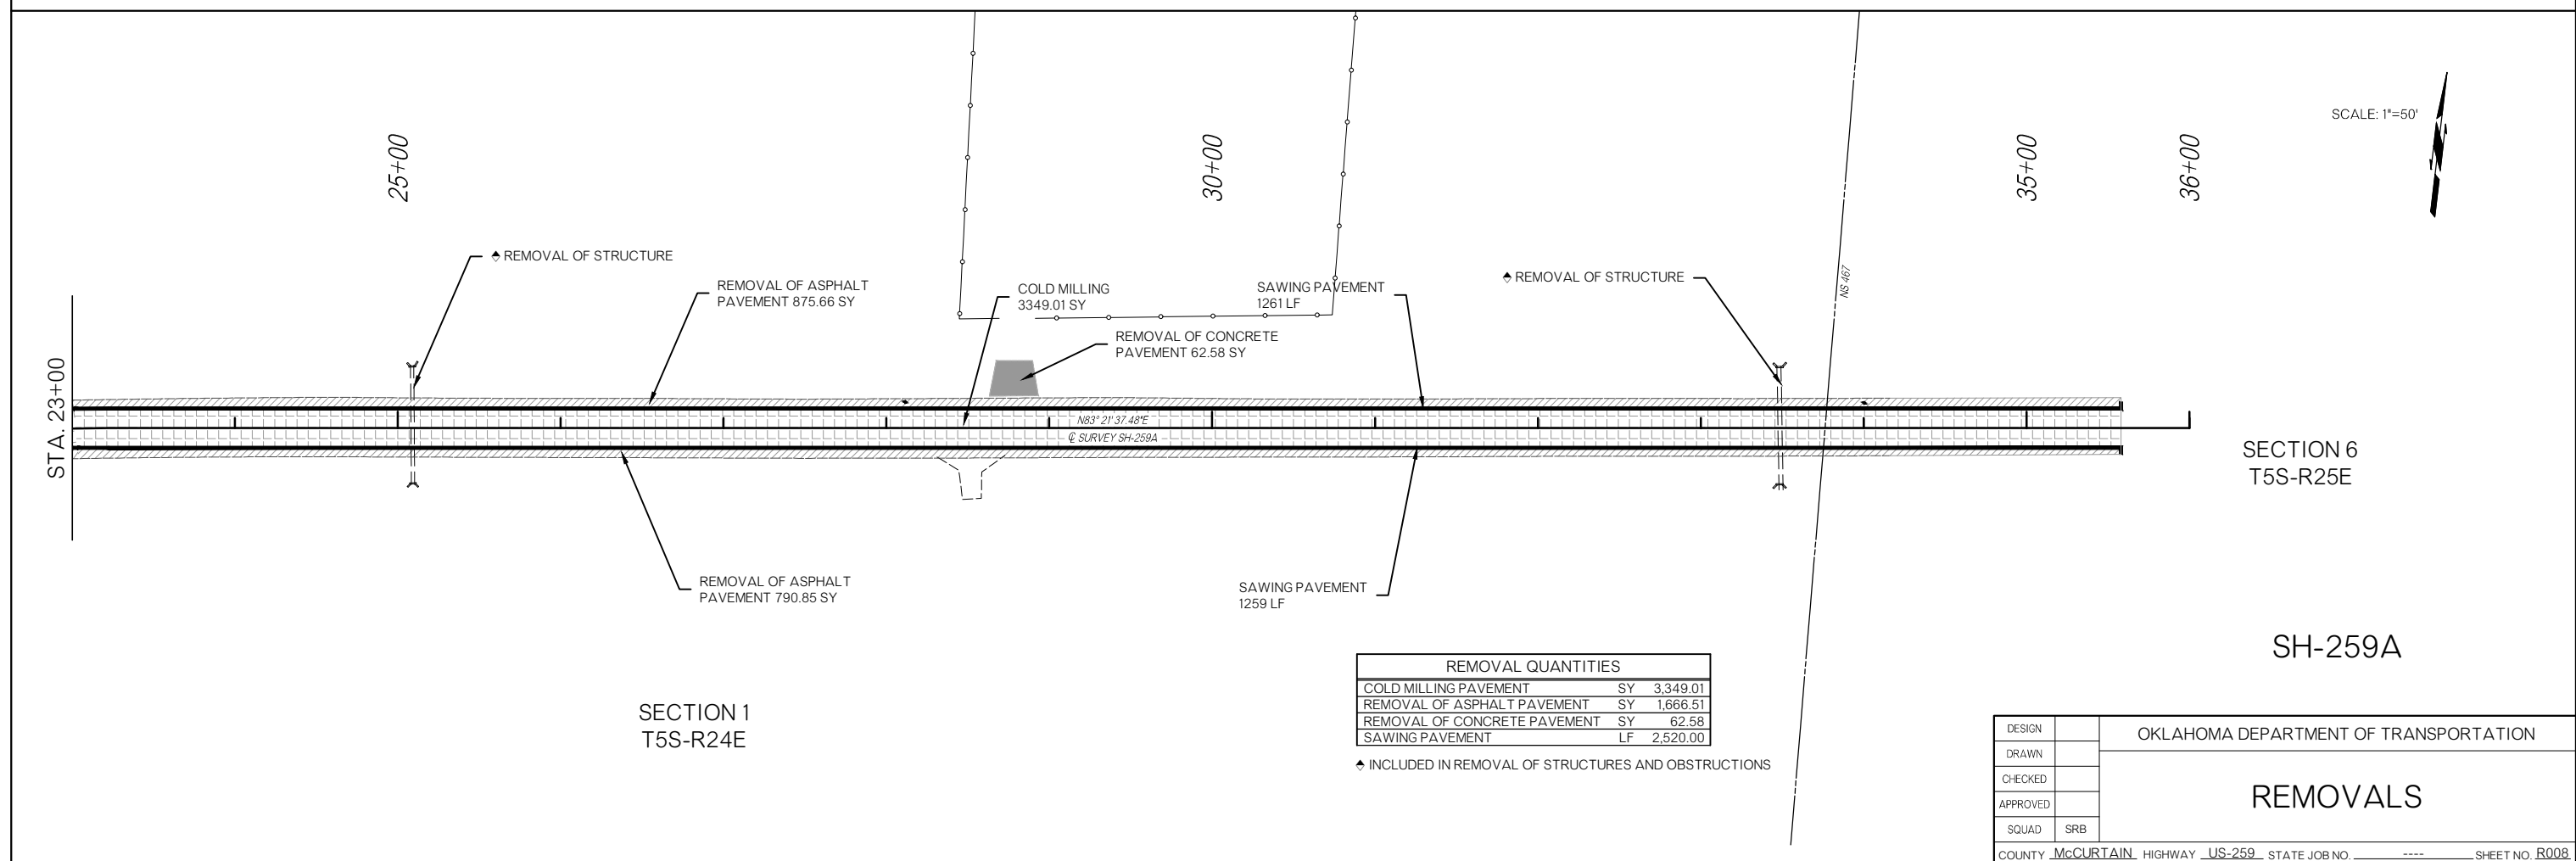 SCALE: 1"=50'
25+00
30+00
35+00
36+00
REMOVAL OF STRUCTURE
REMOVAL OF ASPHALT
PAVEMENT 875.66 SY
COLD MILLING
3349.01 SY
SAWING PAVEMENT
1261 LF
REMOVAL OF STRUCTURE
NS 467
REMOVAL OF CONCRETE
PAVEMENT 62.58 SY
STA. 23+00
N83° 21' 37.48"E
℄ SURVEY SH-259A
SECTION 6
T5S-R25E
REMOVAL OF ASPHALT
PAVEMENT 790.85 SY
SAWING PAVEMENT
1259 LF
SH-259A
SECTION 1
T5S-R24E
REMOVAL QUANTITIES
COLD MILLING PAVEMENT SY 3,349.01
REMOVAL OF ASPHALT PAVEMENT SY 1,666.51
REMOVAL OF CONCRETE PAVEMENT SY 62.58
SAWING PAVEMENT LF 2,520.00
INCLUDED IN REMOVAL OF STRUCTURES AND OBSTRUCTIONS
DESIGN
DRAWN
CHECKED
APPROVED
SQUAD SRB
OKLAHOMA DEPARTMENT OF TRANSPORTATION
REMOVALS
COUNTY McCURTAIN HIGHWAY US-259 STATE JOB NO. ---- SHEET NO. R008